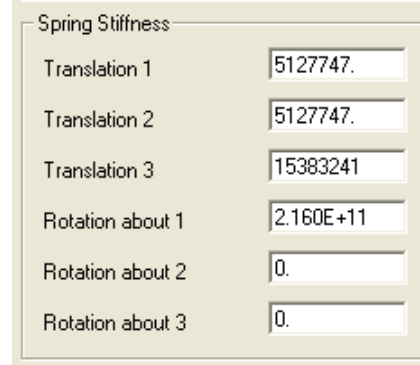 Spring Stiffness
Translation 1 5127747.
Translation 2 5127747.
Translation 3 15383241
Rotation about 1 2.160E+11
Rotation about 2 0.
Rotation about 3 0.